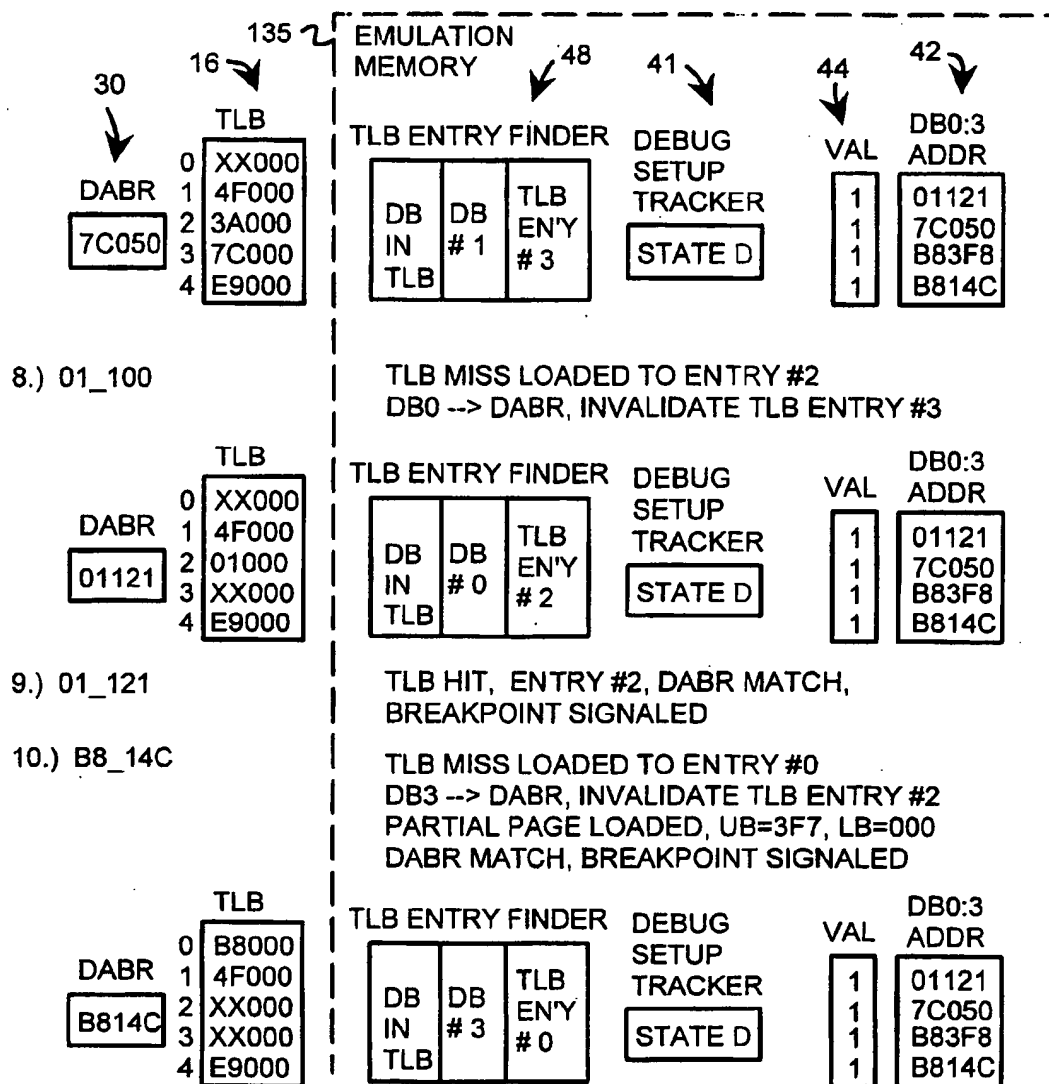 135
EMULATION
MEMORY
30
16
48
41
44
42
TLB
TLB ENTRY FINDER
DEBUG
SETUP
TRACKER
VAL
DB0:3
ADDR
DABR
7C050
0 XX000
1 4F000
2 3A000
3 7C000
4 E9000
DB
IN
TLB
DB
# 1
TLB
EN'Y
# 3
STATE D
1
1
1
1
01121
7C050
B83F8
B814C
8.) 01_100
TLB MISS LOADED TO ENTRY #2
DB0 --> DABR, INVALIDATE TLB ENTRY #3
TLB
TLB ENTRY FINDER
DEBUG
SETUP
TRACKER
VAL
DB0:3
ADDR
DABR
01121
0 XX000
1 4F000
2 01000
3 XX000
4 E9000
DB
IN
TLB
DB
# 0
TLB
EN'Y
# 2
STATE D
1
1
1
1
01121
7C050
B83F8
B814C
9.) 01_121
TLB HIT, ENTRY #2, DABR MATCH,
BREAKPOINT SIGNALED
10.) B8_14C
TLB MISS LOADED TO ENTRY #0
DB3 --> DABR, INVALIDATE TLB ENTRY #2
PARTIAL PAGE LOADED, UB=3F7, LB=000
DABR MATCH, BREAKPOINT SIGNALED
TLB
TLB ENTRY FINDER
DEBUG
SETUP
TRACKER
VAL
DB0:3
ADDR
DABR
B814C
0 B8000
1 4F000
2 XX000
3 XX000
4 E9000
DB
IN
TLB
DB
# 3
TLB
EN'Y
# 0
STATE D
1
1
1
1
01121
7C050
B83F8
B814C